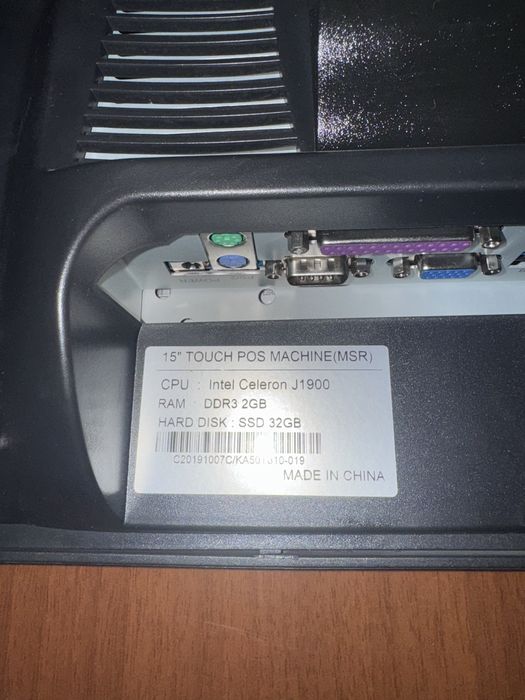 POWER
15" TOUCH POS MACHINE(MSR)
CPU : Intel Celeron J1900
RAM : DDR3 2GB
HARD DISK : SSD 32GB
MADE IN CHINA